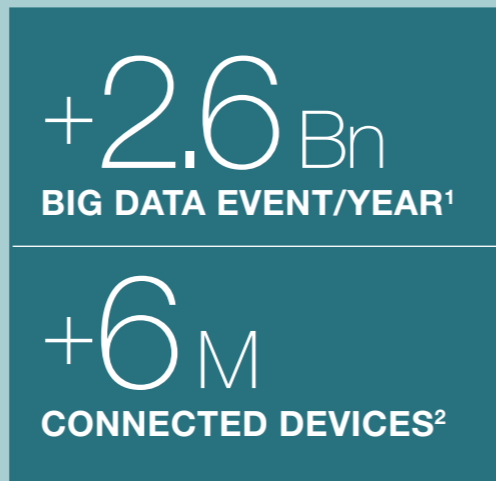 +2.6 Bn
BIG DATA EVENT/YEAR¹
+6 M
CONNECTED DEVICES²